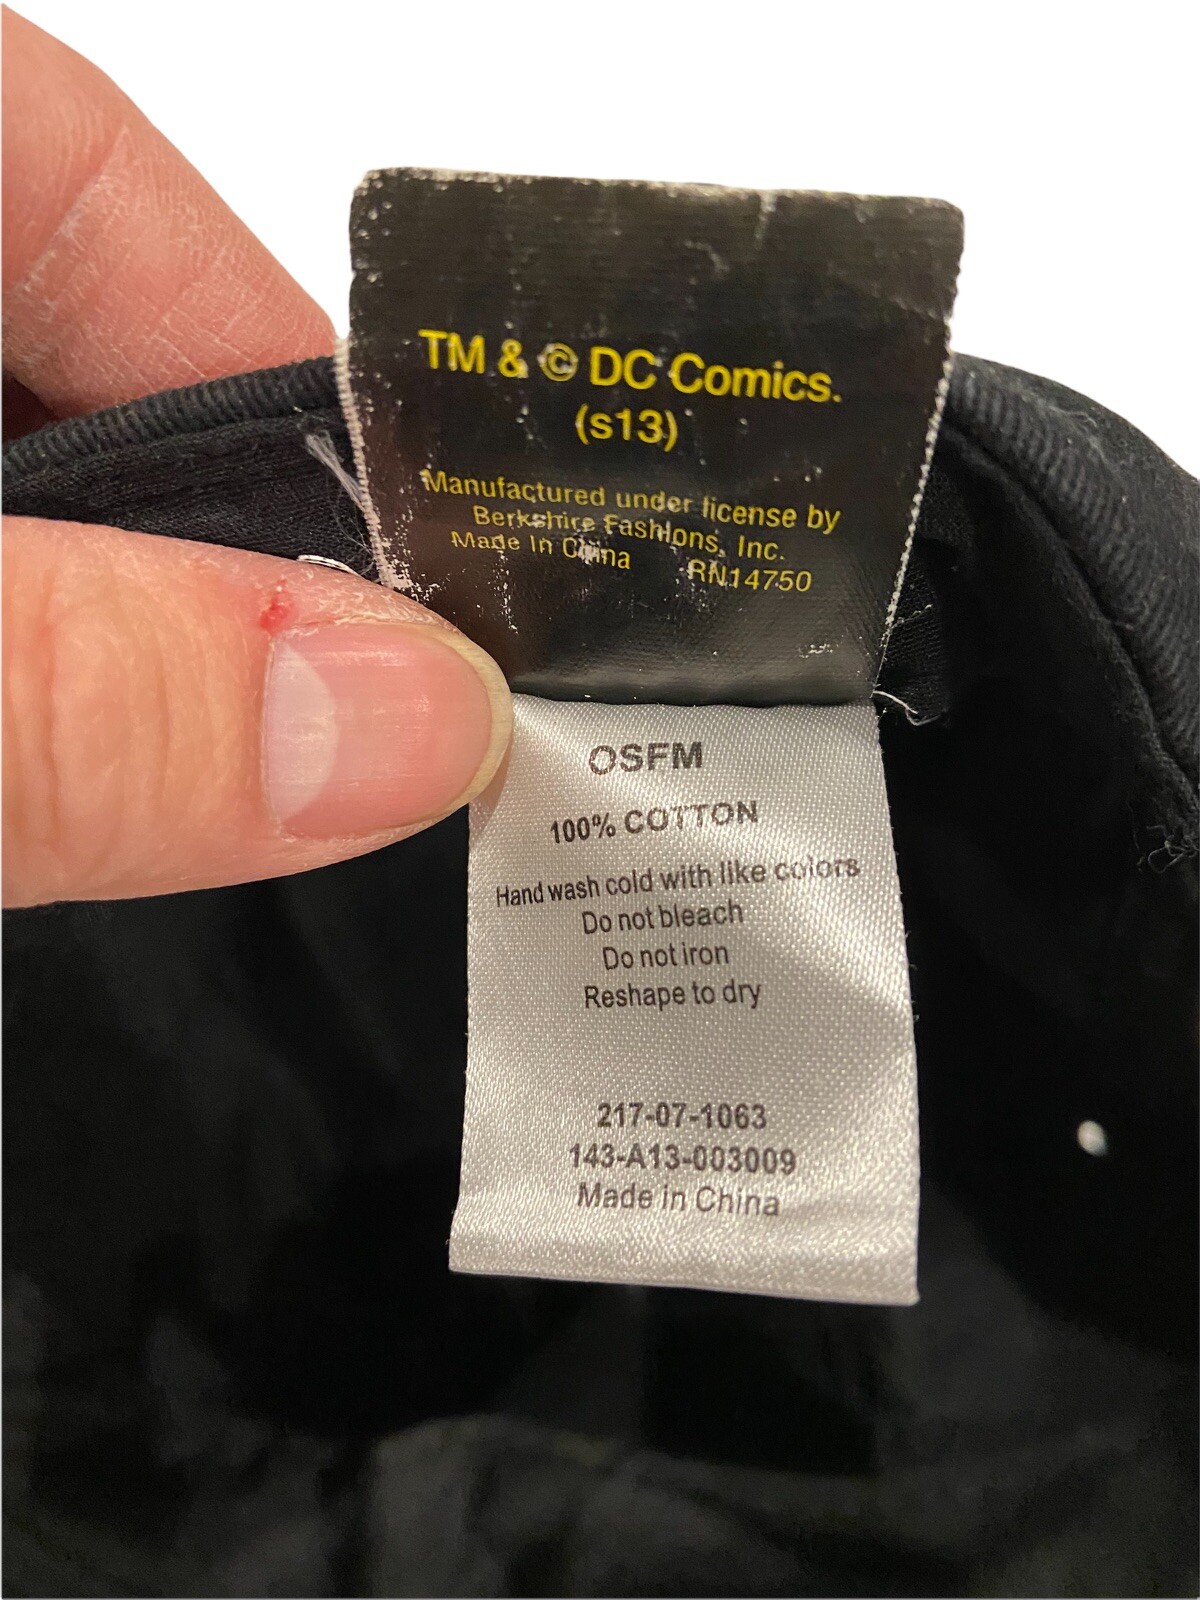 TM & © DC Comics.
(s13)
Manufactured under license by
Berkshire Fashions, Inc.
Made In China RN14750
OSFM
100% COTTON
Hand wash cold with like colors
Do not bleach
Do not iron
Reshape to dry
217-07-1063
143-A13-003009
Made in China